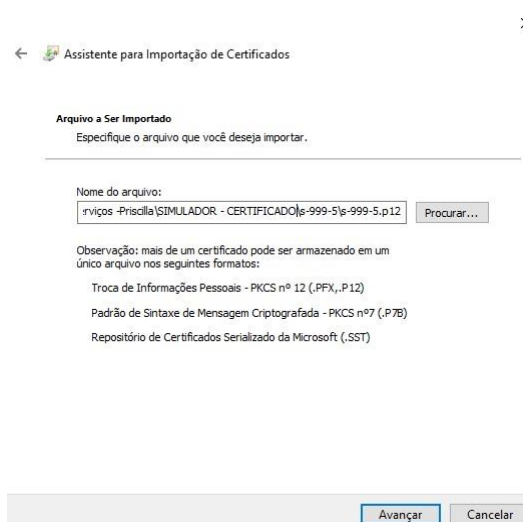 Assistente para Importação de Certificados
Arquivo a Ser Importado
Especifique o arquivo que você deseja importar.
Nome do arquivo:
rviços -Priscilla\SIMULADOR - CERTIFICADO\s-999-5\s-999-5.p12 Procurar...
Observação: mais de um certificado pode ser armazenado em um
único arquivo nos seguintes formatos:
Troca de Informações Pessoais - PKCS nº 12 (.PFX,.P12)
Padrão de Sintaxe de Mensagem Criptografada - PKCS nº7 (.P7B)
Repositório de Certificados Serializado da Microsoft (.SST)
Avançar Cancelar